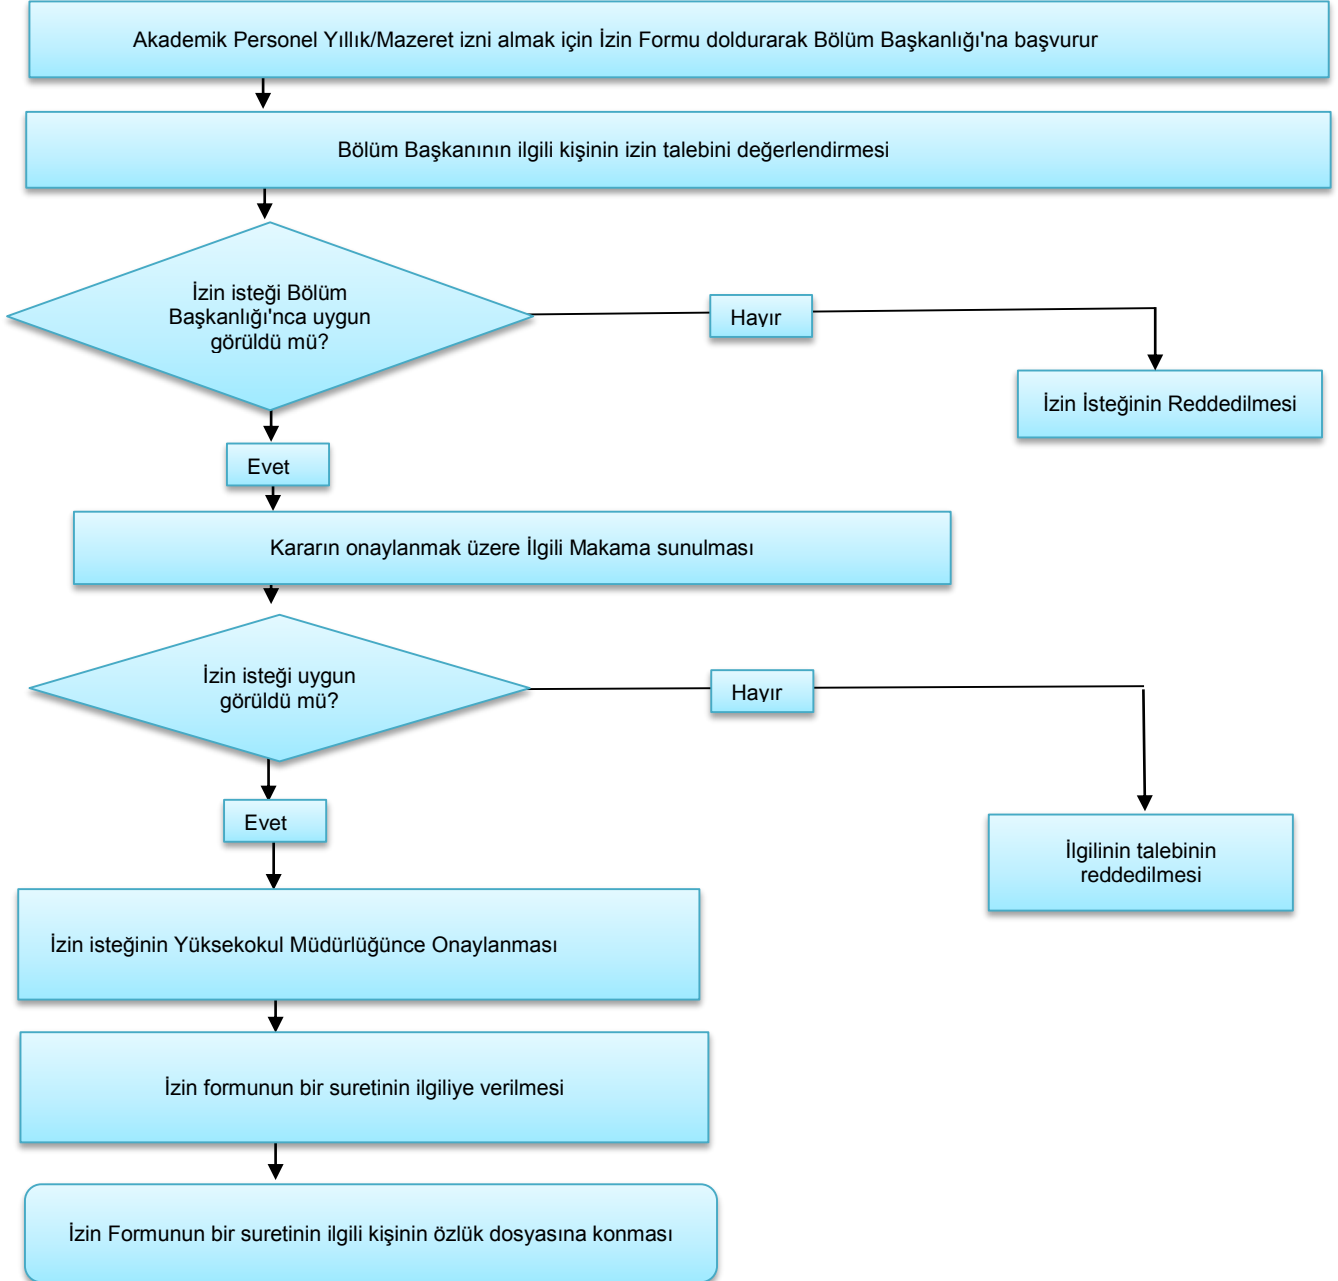 Akademik Personel Yıllık/Mazeret izni almak için İzin Formu doldurarak Bölüm Başkanlığı'na başvurur
Bölüm Başkanının ilgili kişinin izin talebini değerlendirmesi
İzin isteği Bölüm
Başkanlığı'nca uygun
görüldü mü?
Hayır
İzin İsteğinin Reddedilmesi
Evet
Kararın onaylanmak üzere İlgili Makama sunulması
İzin isteği uygun
görüldü mü?
Hayır
Evet
İlgilinin talebinin
reddedilmesi
İzin isteğinin Yüksekokul Müdürlüğünce Onaylanması
İzin formunun bir suretinin ilgiliye verilmesi
İzin Formunun bir suretinin ilgili kişinin özlük dosyasına konması